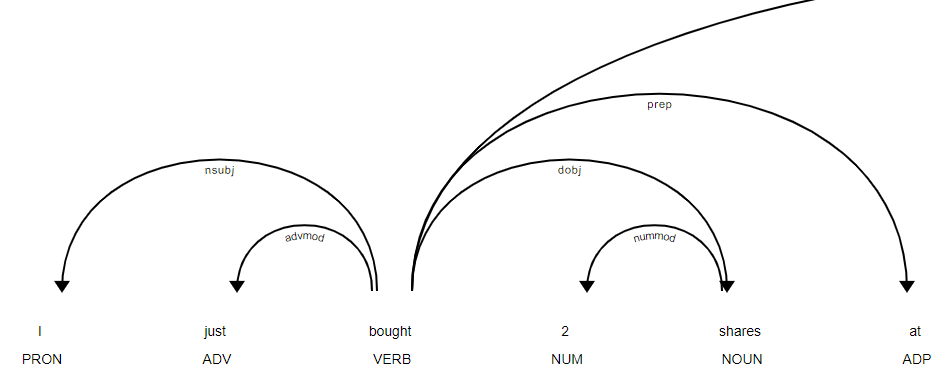 prep
nsubj dobj
advmod nummod
I just bought 2 shares at
PRON ADV VERB NUM NOUN ADP